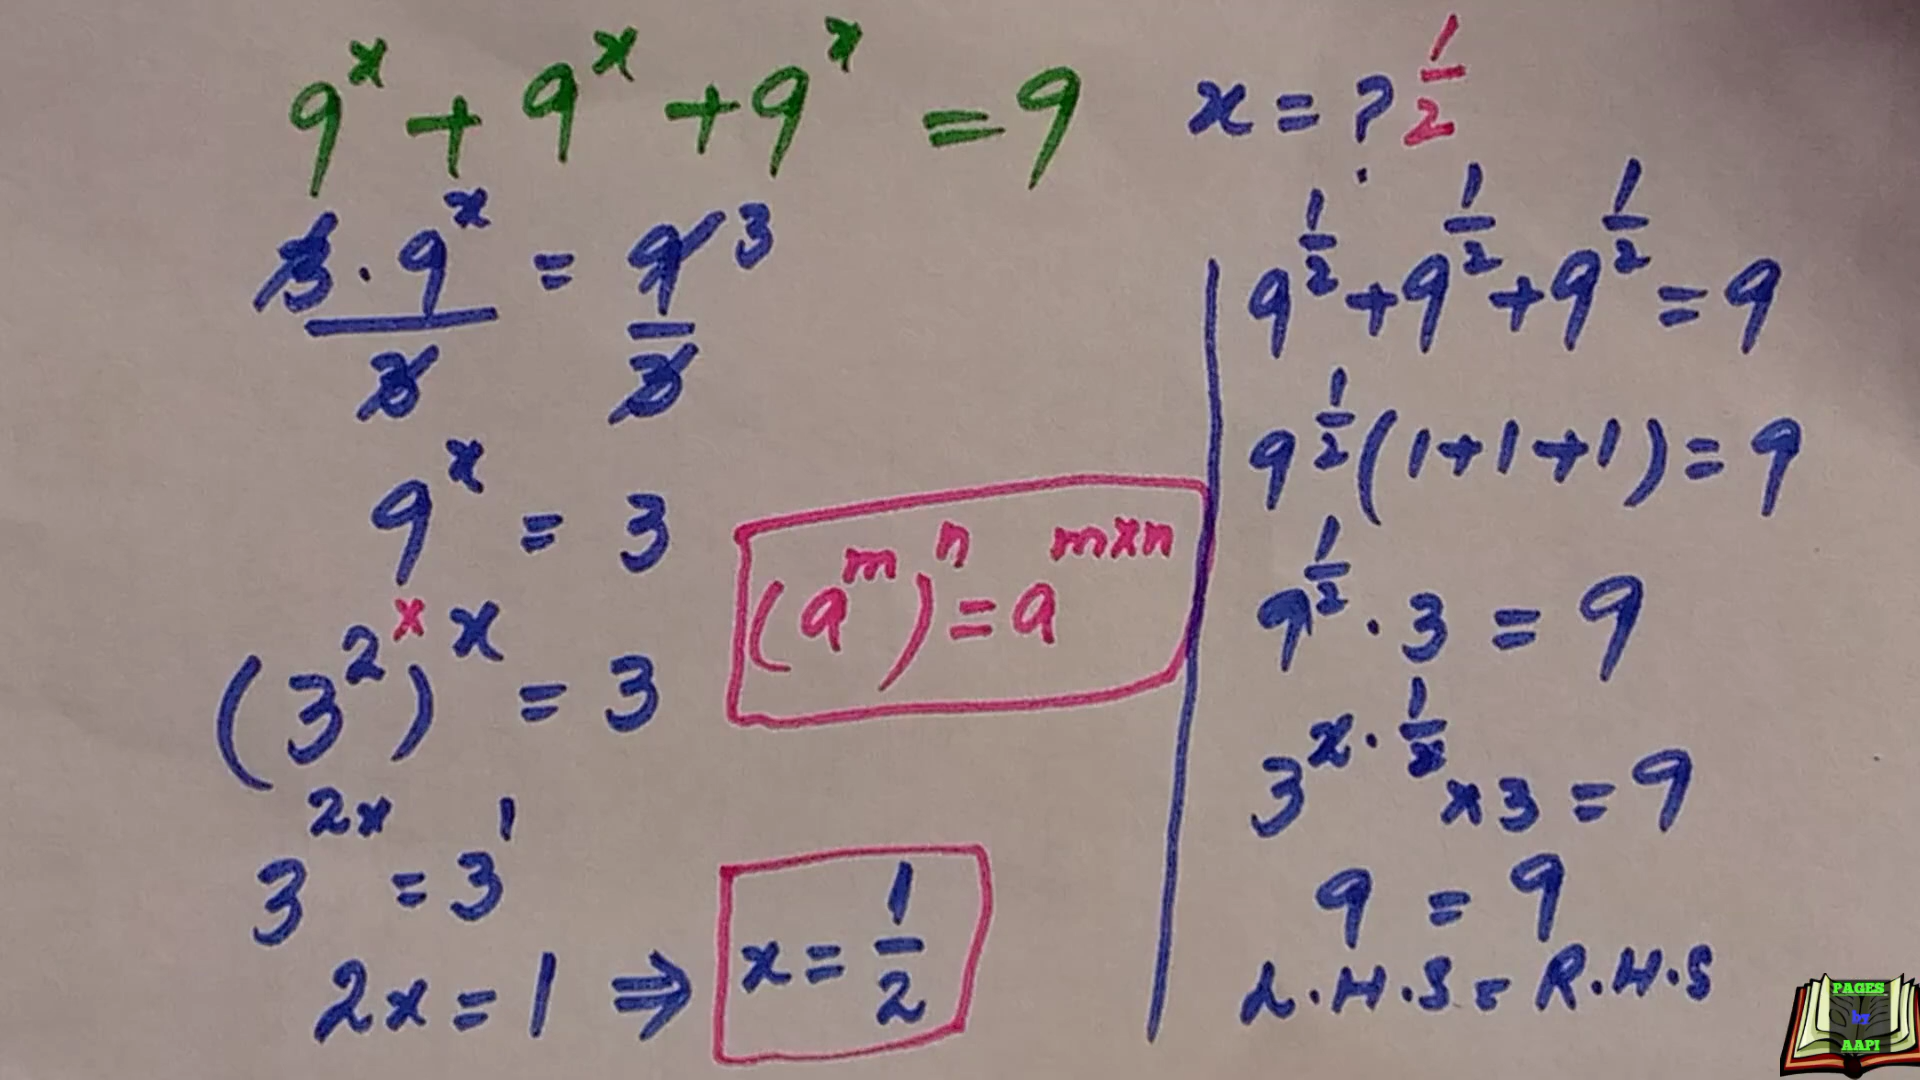 9^x + 9^x + 9^x = 9
x = ? 1/2
3 · 9^x / 3 = 9 3 / 3
9^x = 3
(3^2 ^x )^x = 3
3^2x = 3^1
2x = 1 ⇒ x = 1/2
(a^m)^n = a^m×n
9^1/2 + 9^1/2 + 9^1/2 = 9
9^1/2 (1+1+1) = 9
9^1/2 · 3 = 9
3^2 · 1/2 × 3 = 9
9 = 9
L.H.S = R.H.S
PAGES
by
AAPI